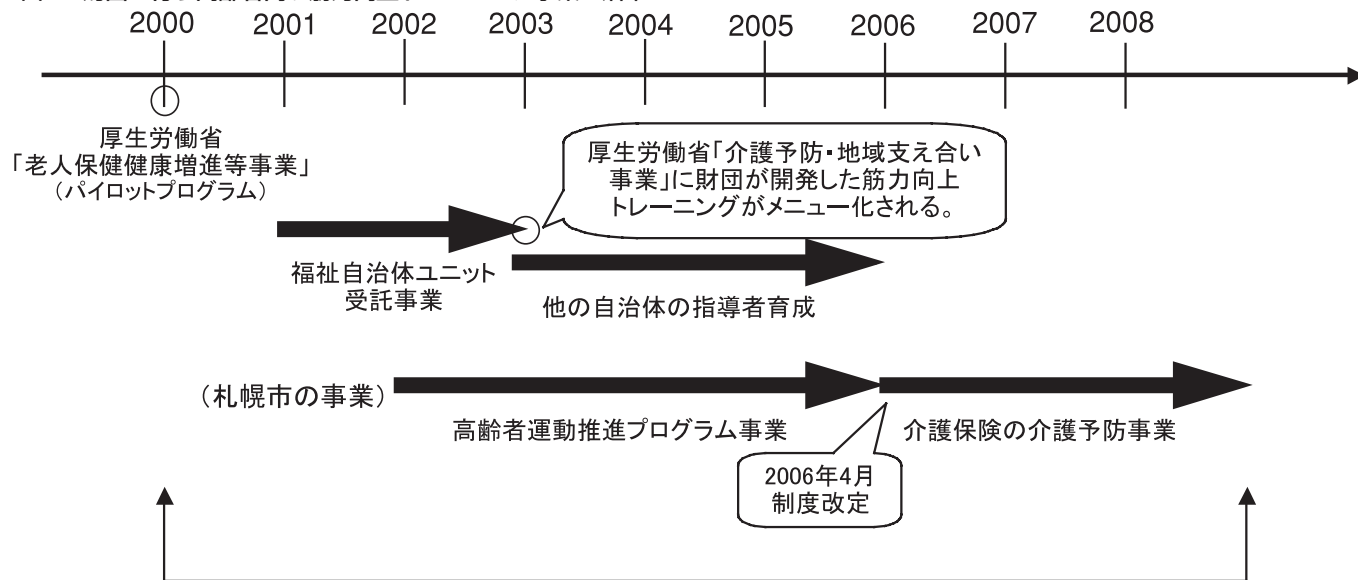 2000 2001 2002 2003 2004 2005 2006 2007 2008
厚生労働省
「老人保健健康増進等事業」
(パイロットプログラム)
厚生労働省「介護予防・地域支え合い
事業」に財団が開発した筋力向上
トレーニングがメニュー化される。
福祉自治体ユニット
受託事業
他の自治体の指導者育成
(札幌市の事業)
高齢者運動推進プログラム事業
介護保険の介護予防事業
2006年4月
制度改定